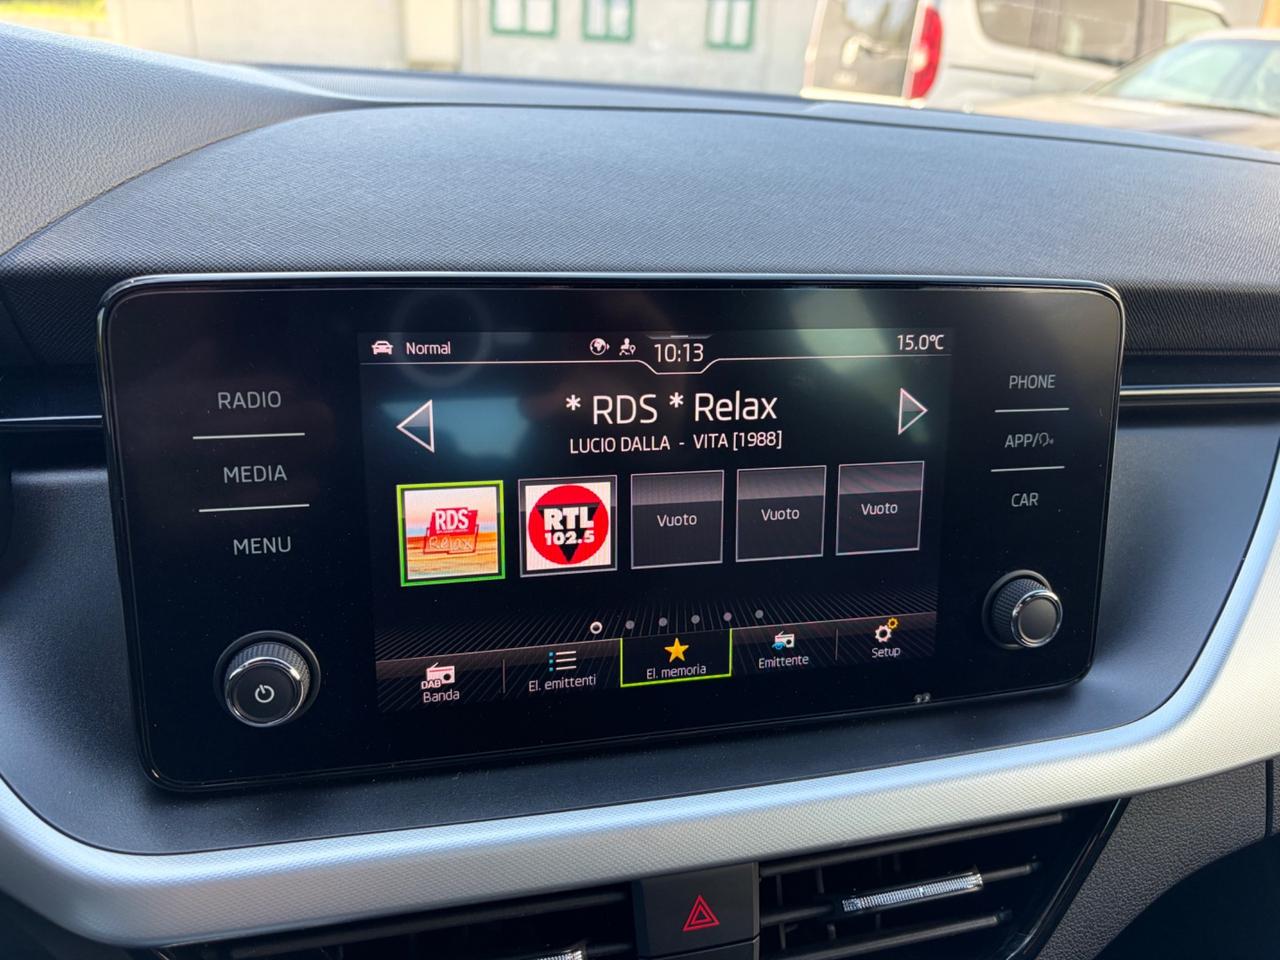 Normal
10:13
15.0°C
* RDS * Relax
LUCIO DALLA - VITA [1988]
RDS
Relax
RTL
102.5
Vuoto
Vuoto
Vuoto
DAB
Banda
El. emittenti
El. memoria
Emittente
Setup
RADIO
MEDIA
MENU
PHONE
APP/
CAR